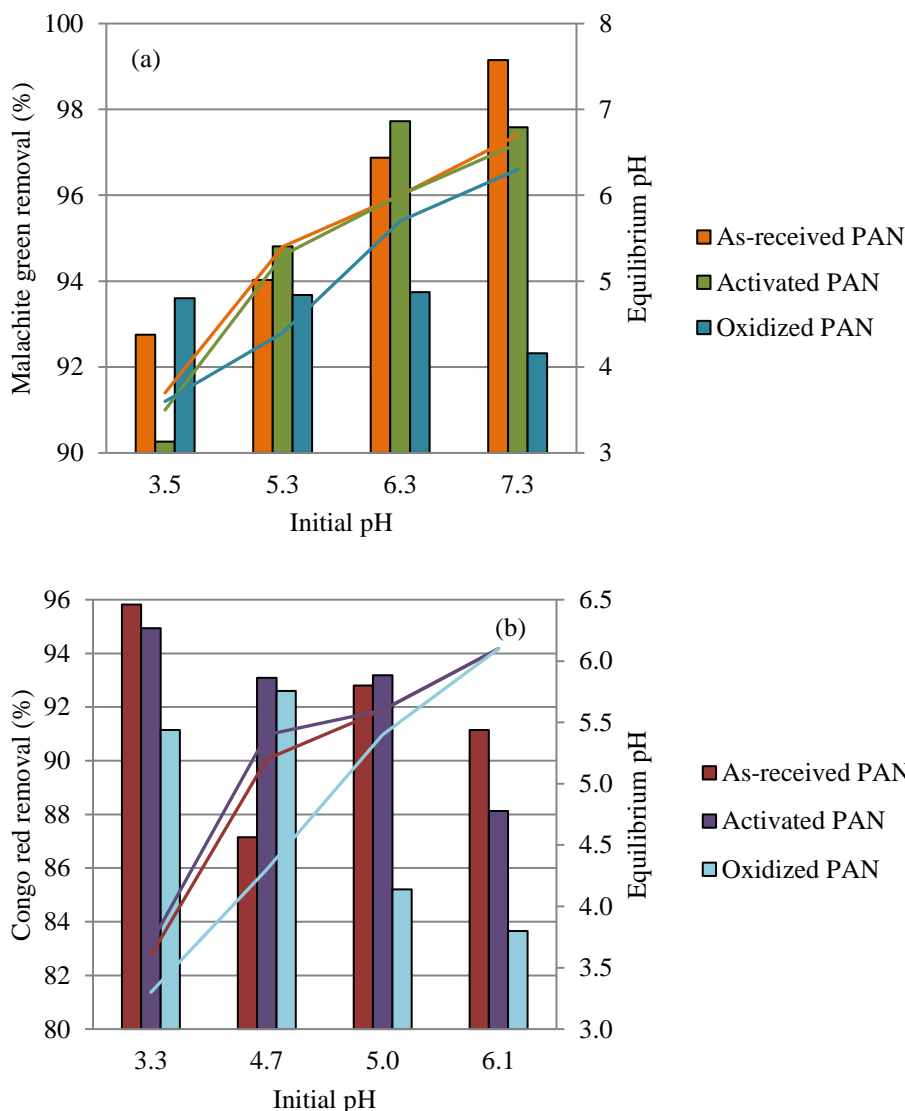 (a)
Malachite green removal (%)
100
98
96
94
92
90
8
7
6
5
4
3
Equilibrium pH
3.5 5.3 6.3 7.3
Initial pH
As-received PAN
Activated PAN
Oxidized PAN
(b)
Congo red removal (%)
96
94
92
90
88
86
84
82
80
6.5
6.0
5.5
5.0
4.5
4.0
3.5
3.0
Equilibrium pH
3.3 4.7 5.0 6.1
Initial pH
As-received PAN
Activated PAN
Oxidized PAN